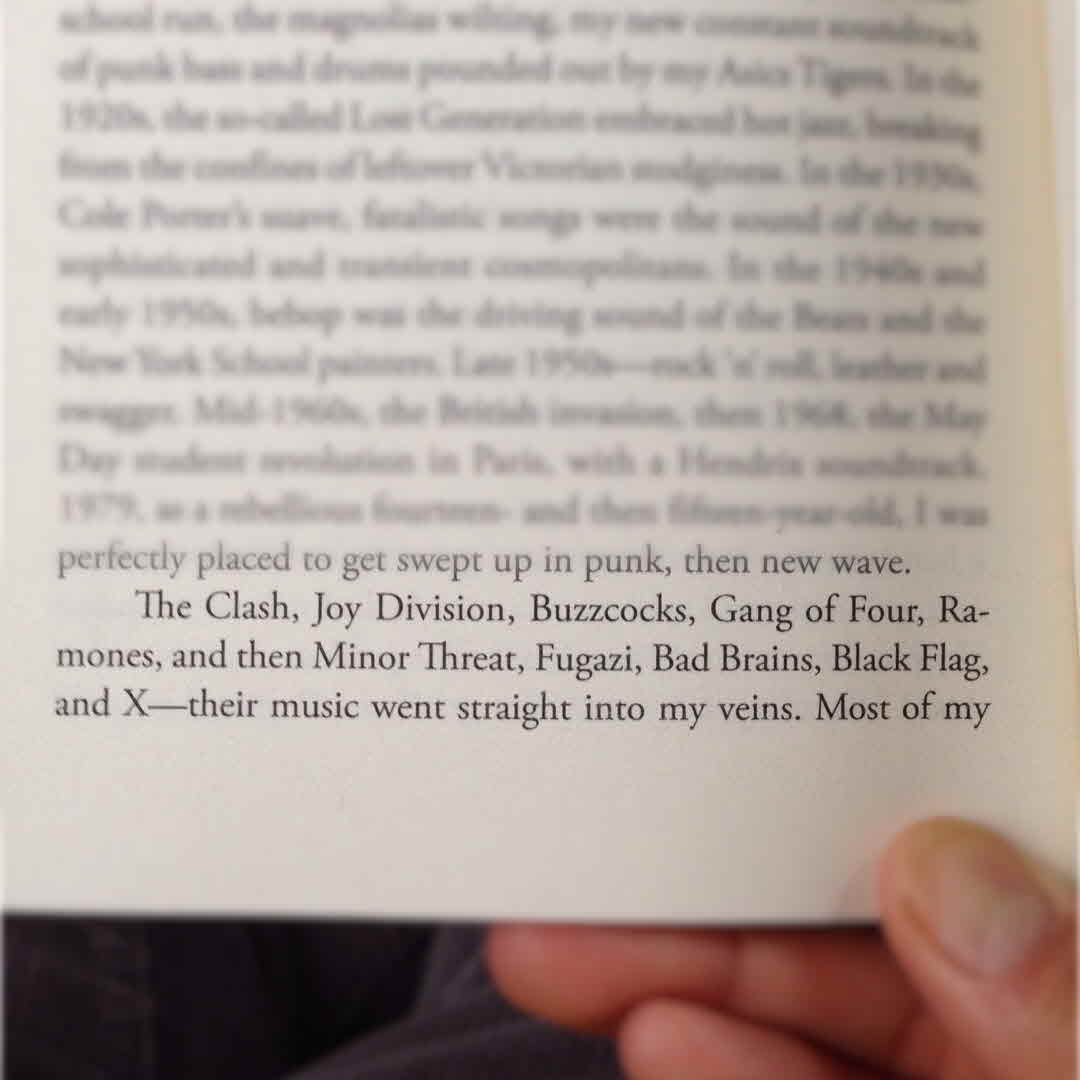 school run, the magnolias wilting, my new constant soundtrack
of punk bass and drums pounded out by my Asics Tigers. In the
1920s, the so-called Lost Generation embraced hot jazz, breaking
from the confines of leftover Victorian stodginess. In the 1930s,
Cole Porter's suave, fatalistic songs were the sound of the new
sophisticated and transient cosmopolitans. In the 1940s and
early 1950s, bebop was the driving sound of the Beats and the
New York School painters. Late 1950s—rock 'n' roll, leather and
swagger. Mid-1960s, the British invasion, then 1968, the May
Day student revolution in Paris, with a Hendrix soundtrack.
1979, as a rebellious fourteen- and then fifteen-year-old, I was
perfectly placed to get swept up in punk, then new wave.
The Clash, Joy Division, Buzzcocks, Gang of Four, Ra-
mones, and then Minor Threat, Fugazi, Bad Brains, Black Flag,
and X—their music went straight into my veins. Most of my